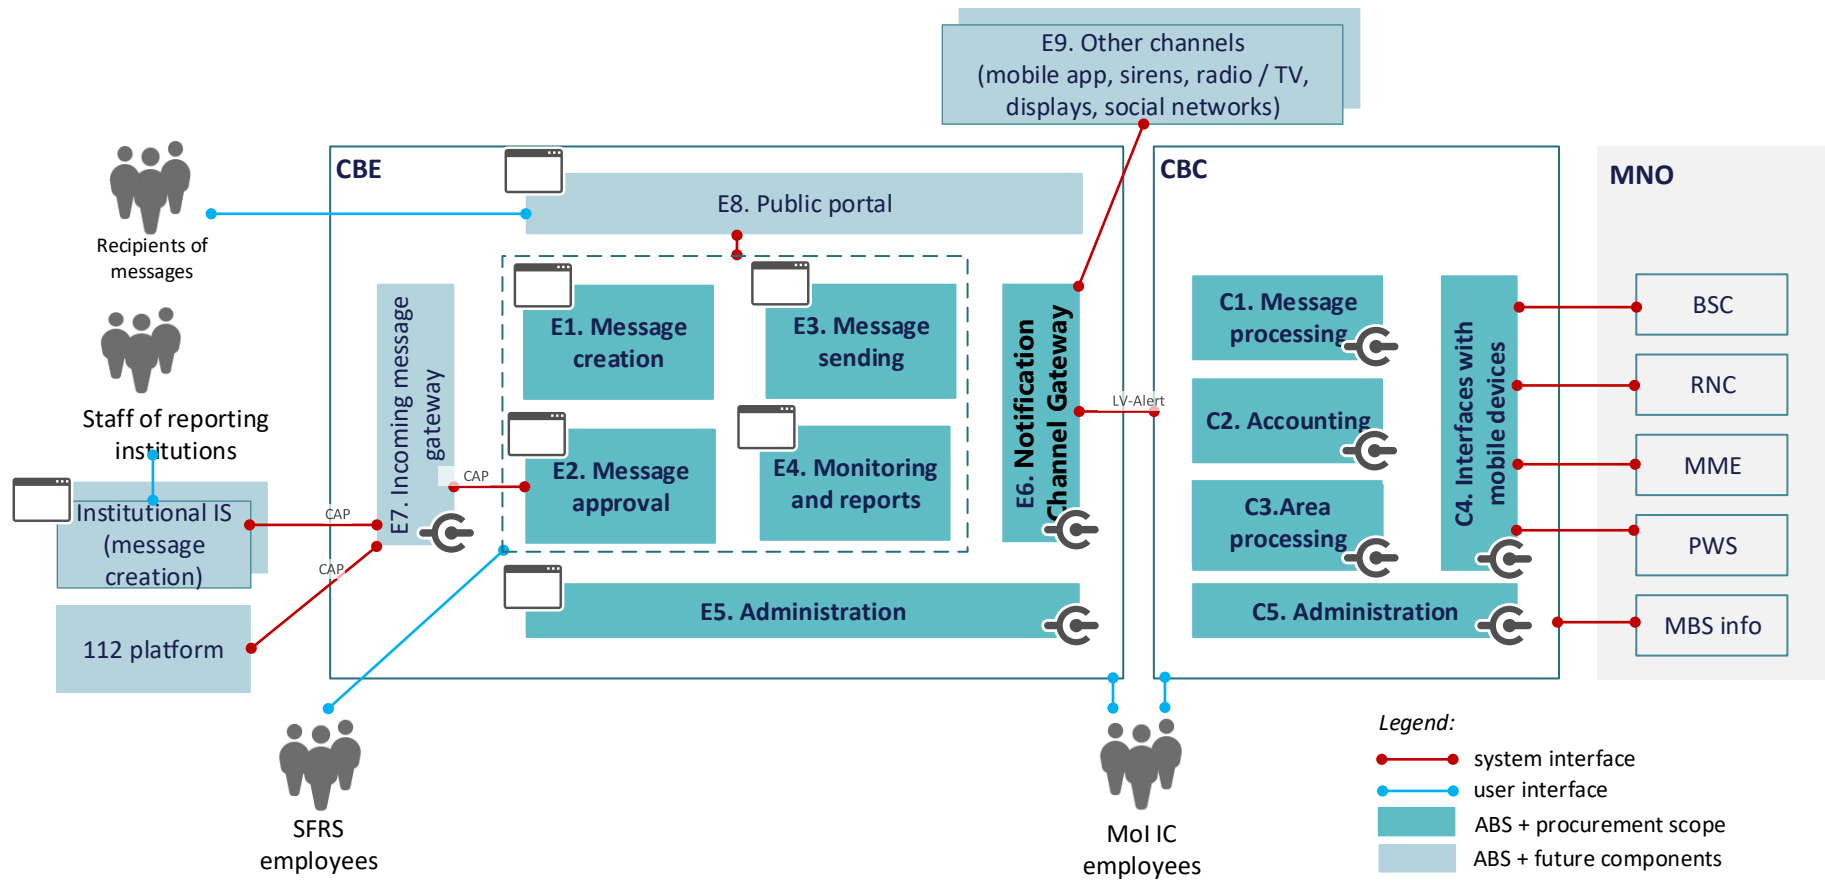 E9. Other channels
(mobile app, sirens, radio / TV,
displays, social networks)
CBE
CBC
MNO
E8. Public portal
Recipients of
messages
Staff of reporting
institutions
Institutional IS
(message
creation)
112 platform
CAP
CAP
E7. Incoming message
gateway
CAP
E1. Message
creation
E3. Message
sending
E2. Message
approval
E4. Monitoring
and reports
E5. Administration
E6. Notification
Channel Gateway
LV-Alert
C1. Message
processing
C2. Accounting
C3.Area
processing
C4. Interfaces with
mobile devices
C5. Administration
BSC
RNC
MME
PWS
MBS info
SFRS
employees
MoI IC
employees
Legend:
system interface
user interface
ABS + procurement scope
ABS + future components